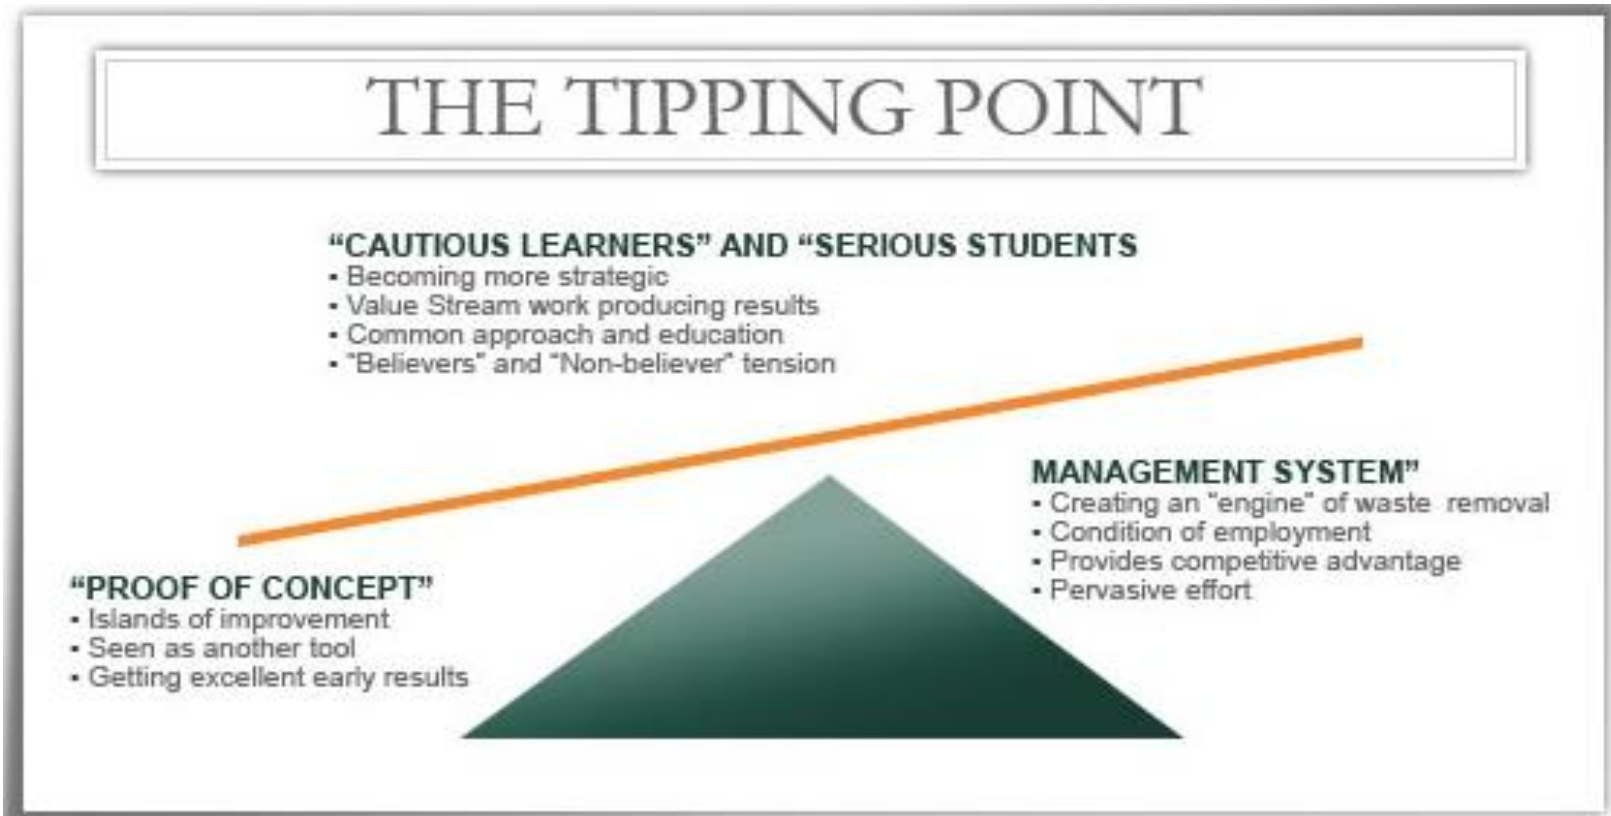 THE TIPPING POINT
“CAUTIOUS LEARNERS” AND “SERIOUS STUDENTS
▪ Becoming more strategic
▪ Value Stream work producing results
▪ Common approach and education
▪ “Believers” and “Non-believer” tension
MANAGEMENT SYSTEM”
▪ Creating an “engine” of waste removal
▪ Condition of employment
▪ Provides competitive advantage
▪ Pervasive effort
“PROOF OF CONCEPT”
▪ Islands of improvement
▪ Seen as another tool
▪ Getting excellent early results